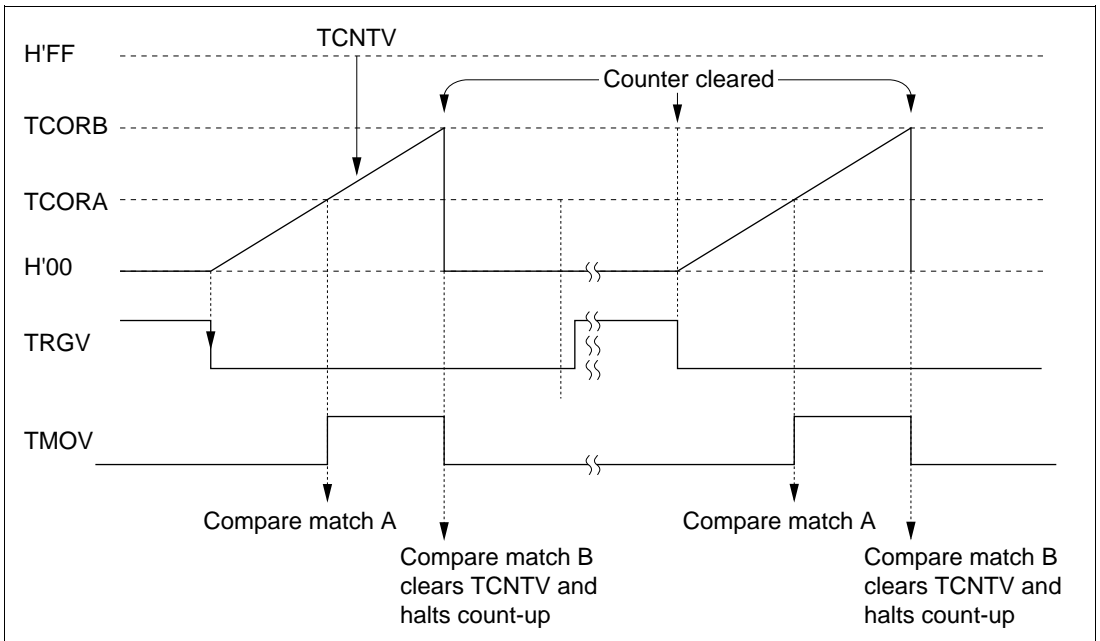 TCNTV
H'FF
Counter cleared
TCORB
TCORA
H'00
TRGV
TMOV
Compare match A
Compare match A
Compare match B
clears TCNTV and
halts count-up
Compare match B
clears TCNTV and
halts count-up